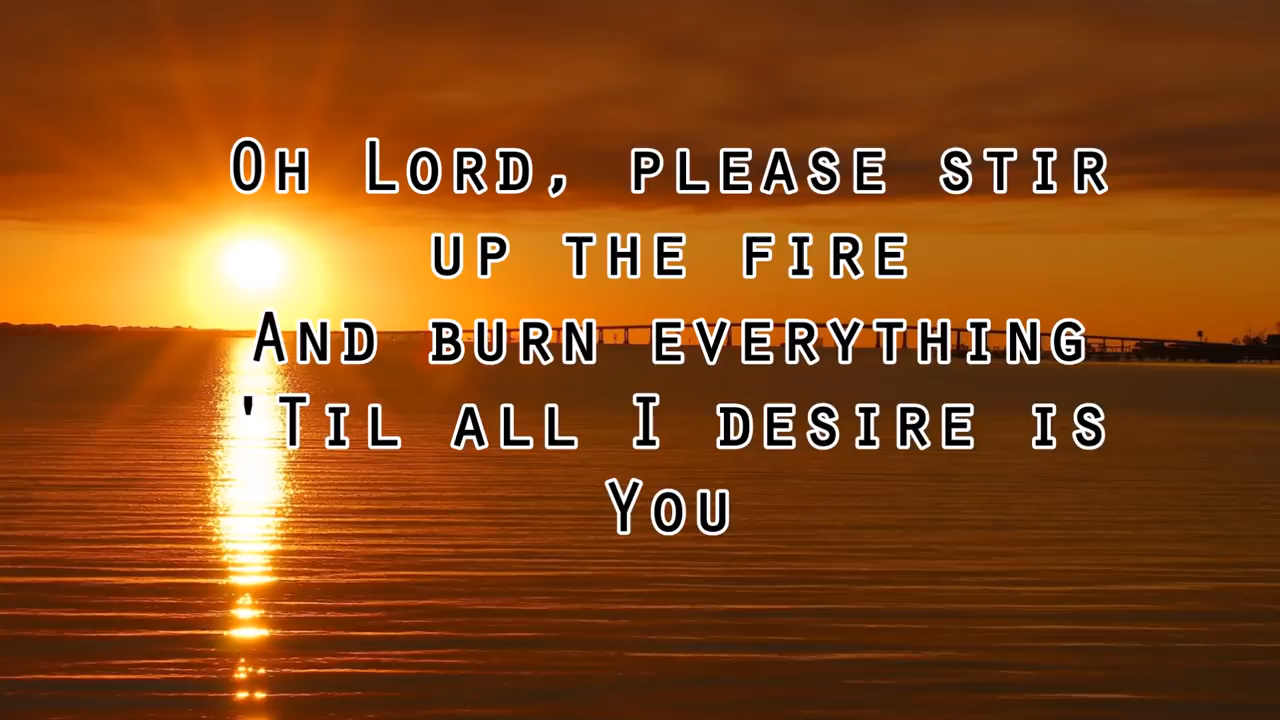 Oh Lord, please stir
up the fire
And burn everything
'Til all I desire is
You